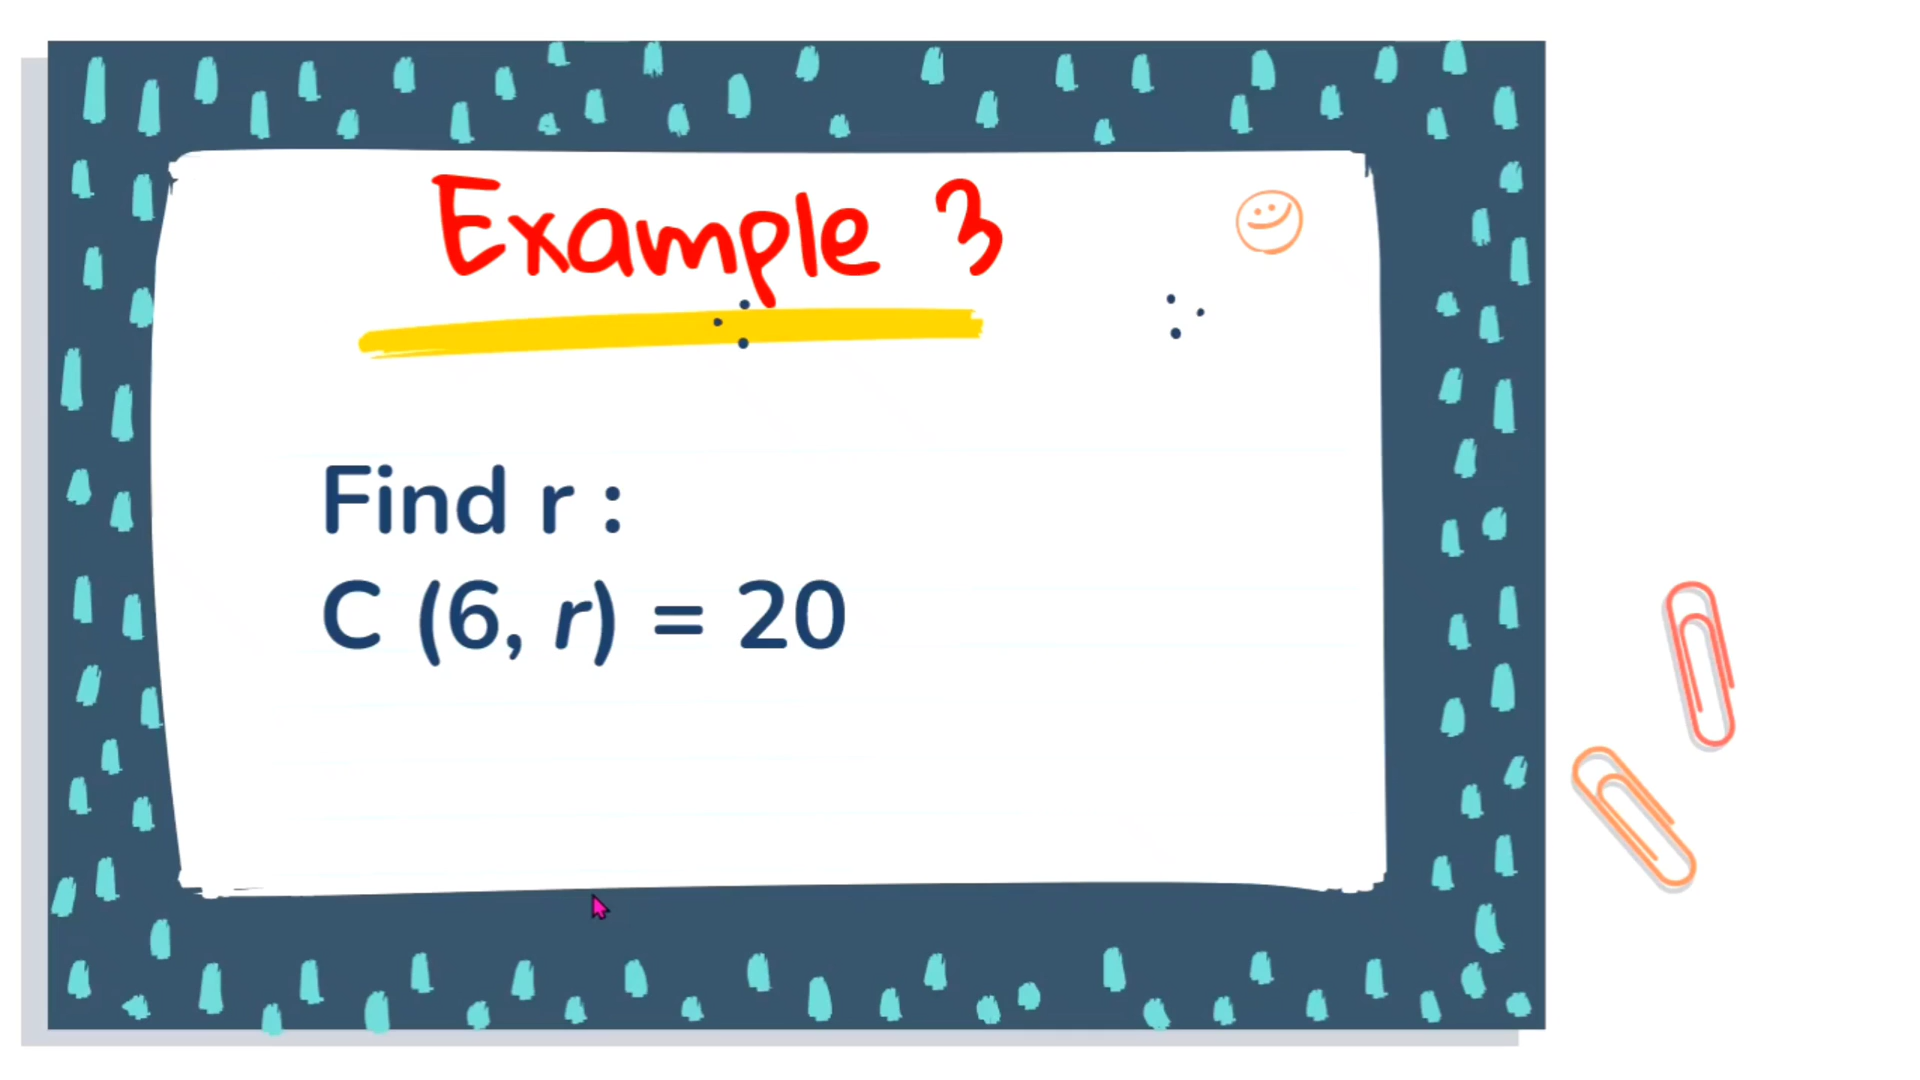 Example 3
Find r :
C (6, r) = 20